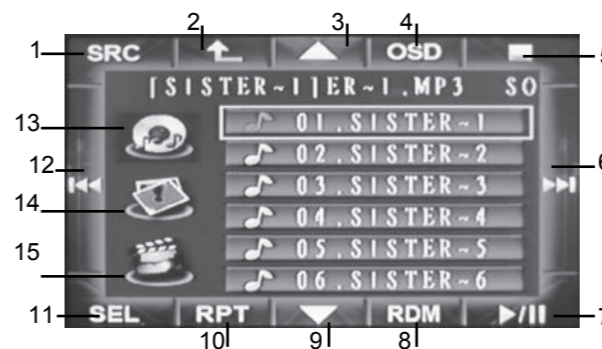 2 3 4
1 SRC OSD 5
[SISTER~1]ER~1.MP3 SO
13 01.SISTER~1
12 02.SISTER~2 6
03.SISTER~3
14 04.SISTER~4
15 05.SISTER~5
06.SISTER~6
11 SEL RPT RDM 7
10 9 8